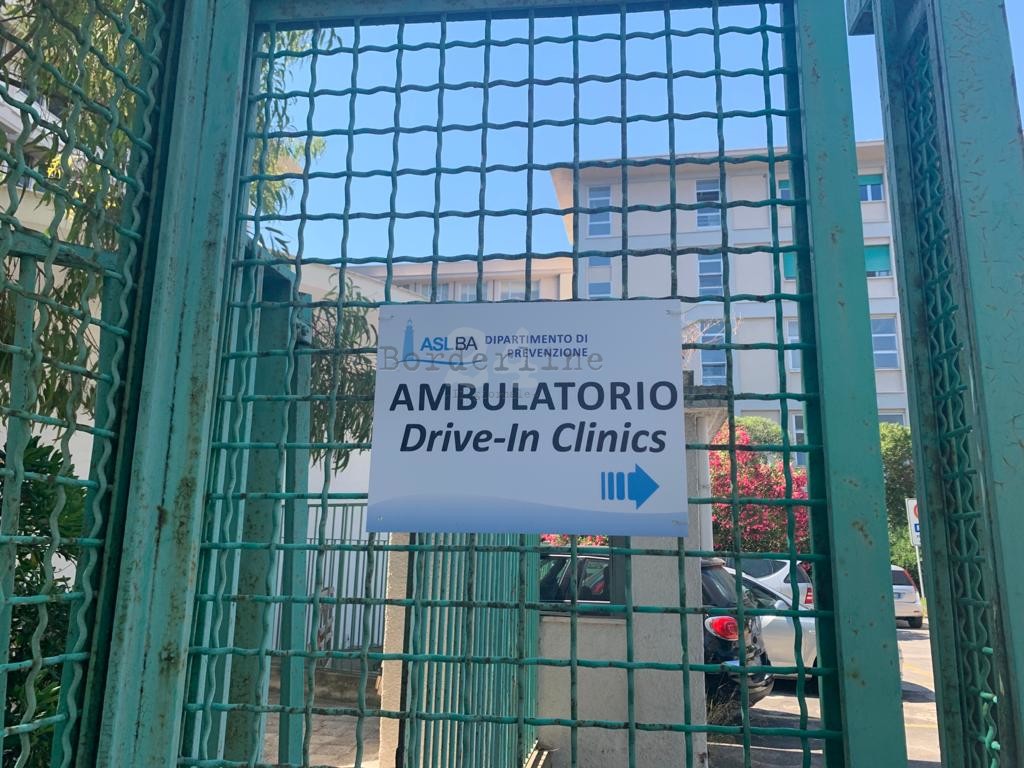 ASL BA DIPARTIMENTO DI
PREVENZIONE
Borderline
AMBULATORIO
Drive-In Clinics